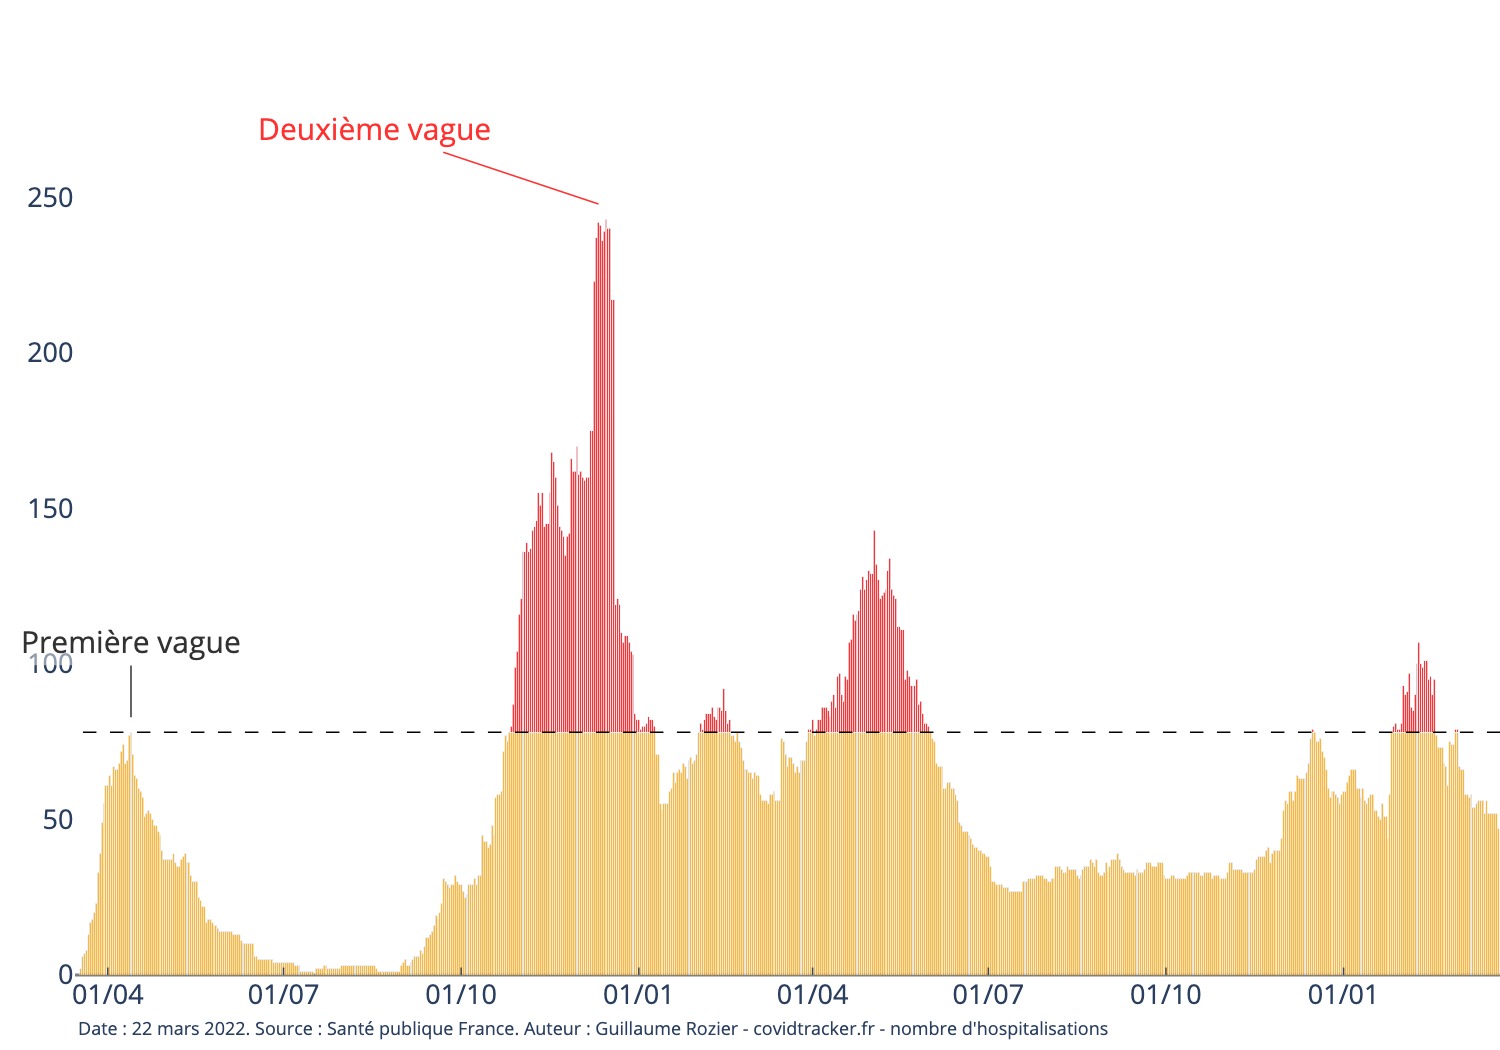 Deuxième vague
250
200
150
Première vague
100
50
0
01/04 01/07 01/10 01/01 01/04 01/07 01/10 01/01
Date : 22 mars 2022. Source : Santé publique France. Auteur : Guillaume Rozier - covidtracker.fr - nombre d'hospitalisations